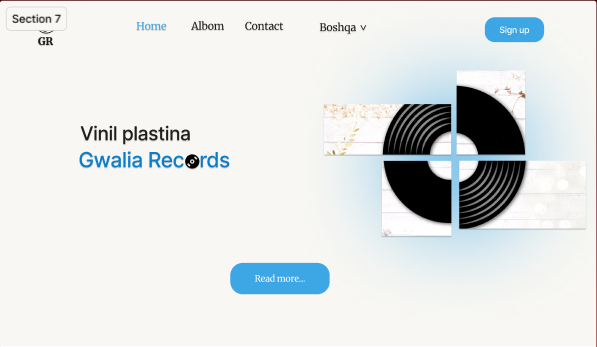 Section 7
GR
Home Albom Contact Boshqa
Sign up
Vinil plastina
Gwalia Records
Read more...